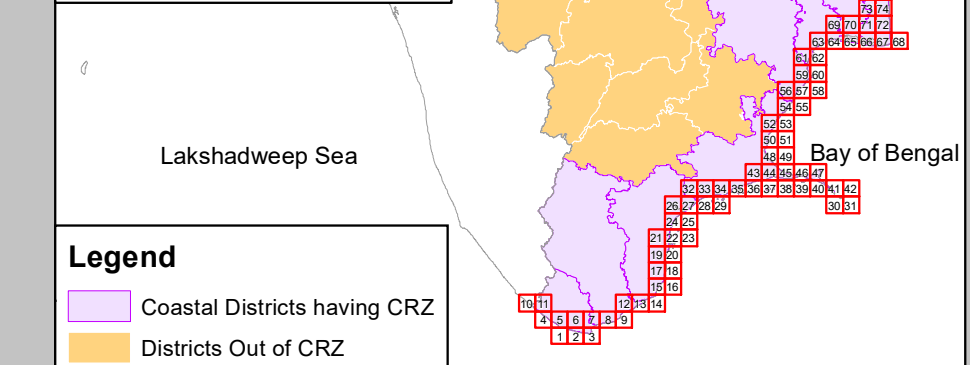 73 74
69 70 71 72
63 64 65 66 67 68
61 62
59 60
56 57 58
54 55
52 53
50 51
48 49
Lakshadweep Sea
Bay of Bengal
43 44 45 46 47
32 33 34 35 36 37 38 39 40 41 42
26 27 28 29 30 31
24 25
21 22 23
19 20
17 18
15 16
10 11 12 13 14
4 5 6 7 8 9
1 2 3
Legend
Coastal Districts having CRZ
Districts Out of CRZ